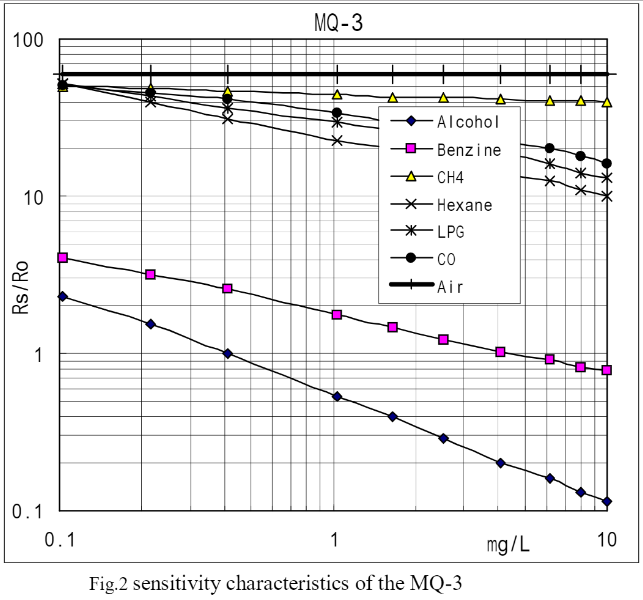 MQ-3
100
10
1
0.1
Rs/Ro
Alcohol
Benzine
CH4
Hexane
LPG
CO
Air
0.1
1
mg/L
10
Fig.2 sensitivity characteristics of the MQ-3